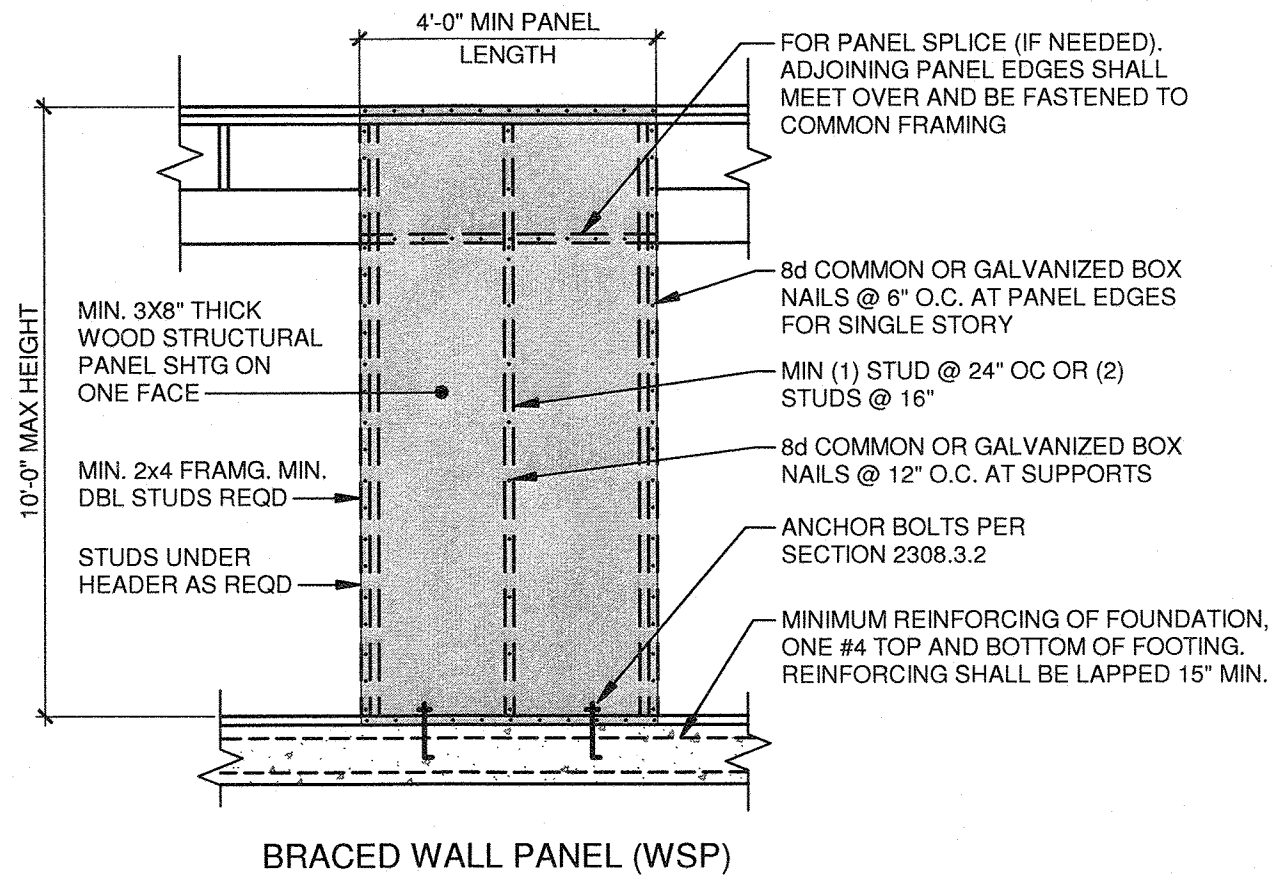 4'-0" MIN PANEL
LENGTH
FOR PANEL SPLICE (IF NEEDED).
ADJOINING PANEL EDGES SHALL
MEET OVER AND BE FASTENED TO
COMMON FRAMING
10'-0" MAX HEIGHT
MIN. 3X8" THICK
WOOD STRUCTURAL
PANEL SHTG ON
ONE FACE
MIN. 2x4 FRAMG. MIN.
DBL STUDS REQD
STUDS UNDER
HEADER AS REQD
8d COMMON OR GALVANIZED BOX
NAILS @ 6" O.C. AT PANEL EDGES
FOR SINGLE STORY
MIN (1) STUD @ 24" OC OR (2)
STUDS @ 16"
8d COMMON OR GALVANIZED BOX
NAILS @ 12" O.C. AT SUPPORTS
ANCHOR BOLTS PER
SECTION 2308.3.2
MINIMUM REINFORCING OF FOUNDATION,
ONE #4 TOP AND BOTTOM OF FOOTING.
REINFORCING SHALL BE LAPPED 15" MIN.
BRACED WALL PANEL (WSP)